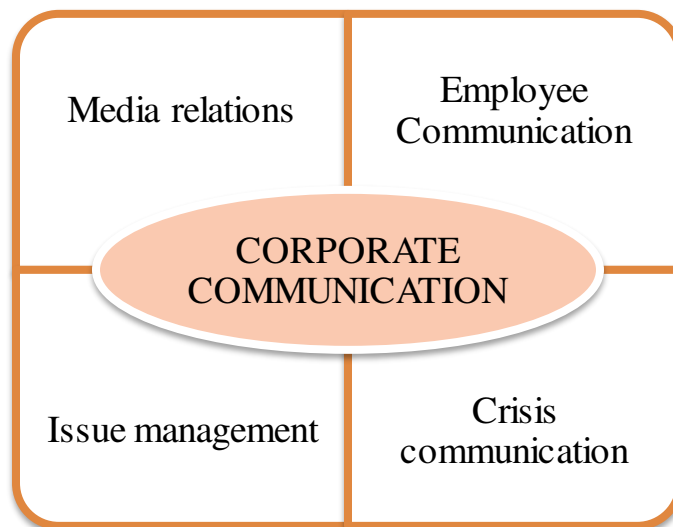 Media relations
Employee
Communication
CORPORATE
COMMUNICATION
Issue management
Crisis
communication